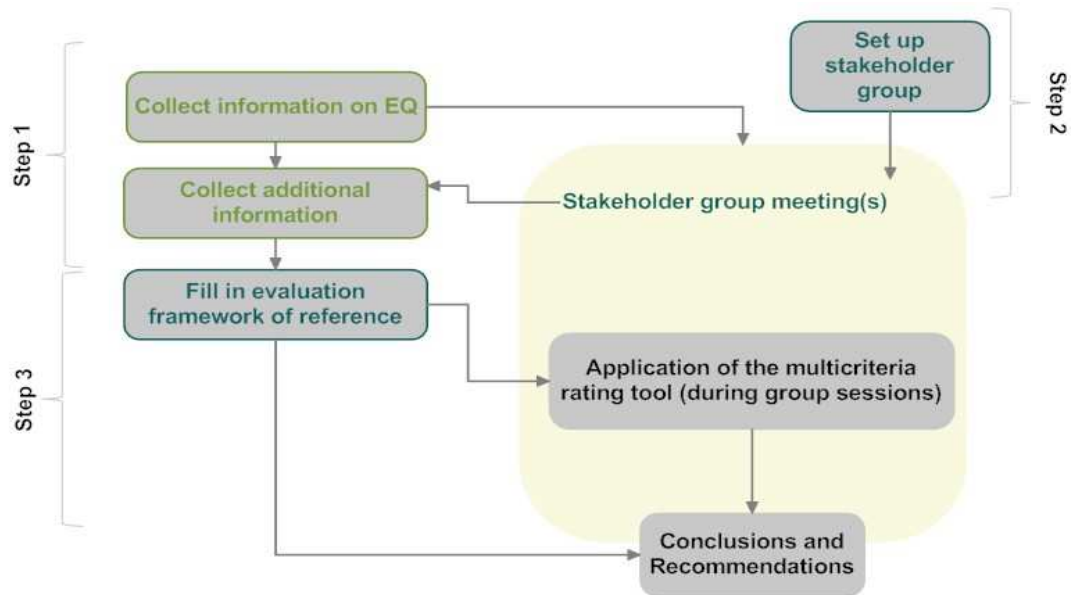 Step 1
Collect information on EQ
Set up
stakeholder
group
Step 2
Collect additional
information
Stakeholder group meeting(s)
Step 3
Fill in evaluation
framework of reference
Application of the multicriteria
rating tool (during group sessions)
Conclusions and
Recommendations